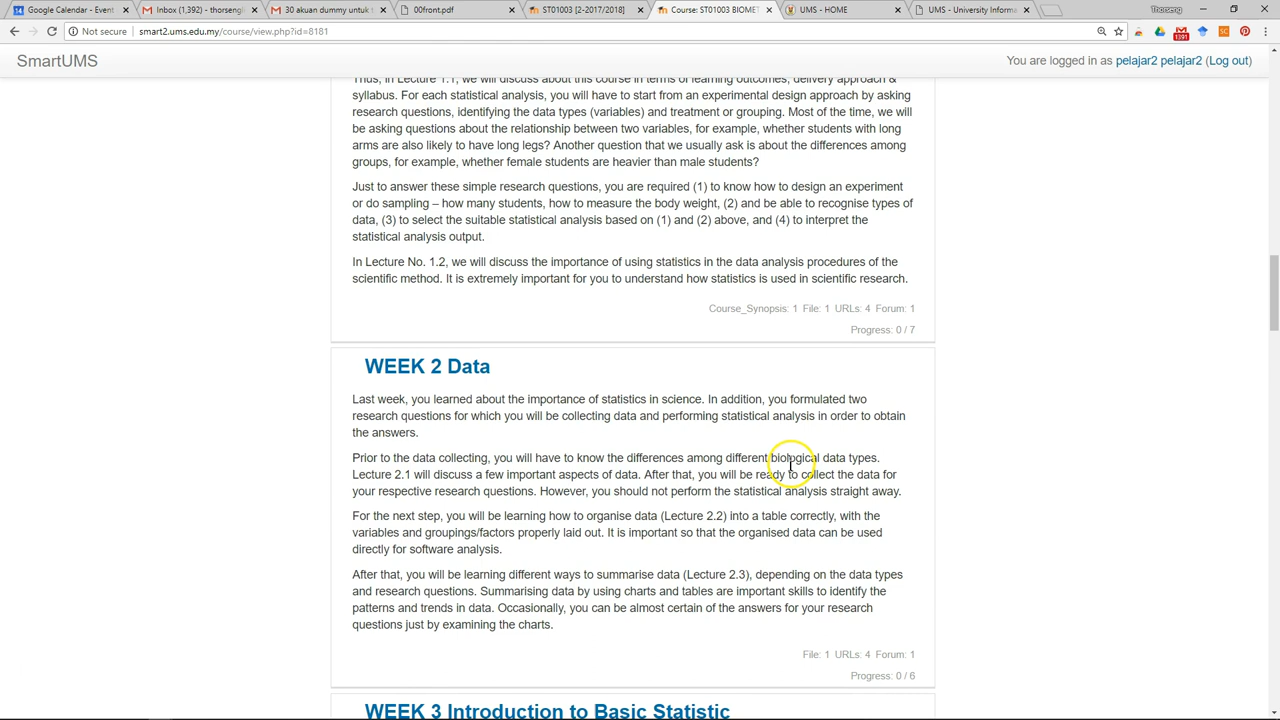 Google Calendar - Event
Inbox (1,392) - thorsengl
30 akuan dummy untuk t
00front.pdf
ST01003 [2-2017/2018]
Course: ST01003 BIOMET
UMS - HOME
UMS - University Informa
Thorseng
Not secure
smart2.ums.edu.my/course/view.php?id=8181
1391
SC
SmartUMS
You are logged in as pelajar2 pelajar2 (Log out)
Thus, in Lecture 1.1, we will discuss about this course in terms of learning outcomes, delivery approach &
syllabus. For each statistical analysis, you will have to start from an experimental design approach by asking
research questions, identifying the data types (variables) and treatment or grouping. Most of the time, we will
be asking questions about the relationship between two variables, for example, whether students with long
arms are also likely to have long legs? Another question that we usually ask is about the differences among
groups, for example, whether female students are heavier than male students?
Just to answer these simple research questions, you are required (1) to know how to design an experiment
or do sampling – how many students, how to measure the body weight, (2) and be able to recognise types of
data, (3) to select the suitable statistical analysis based on (1) and (2) above, and (4) to interpret the
statistical analysis output.
In Lecture No. 1.2, we will discuss the importance of using statistics in the data analysis procedures of the
scientific method. It is extremely important for you to understand how statistics is used in scientific research.
Course_Synopsis: 1 File: 1 URLs: 4 Forum: 1
Progress: 0 / 7
WEEK 2 Data
Last week, you learned about the importance of statistics in science. In addition, you formulated two
research questions for which you will be collecting data and performing statistical analysis in order to obtain
the answers.
Prior to the data collecting, you will have to know the differences among different biological data types.
Lecture 2.1 will discuss a few important aspects of data. After that, you will be ready to collect the data for
your respective research questions. However, you should not perform the statistical analysis straight away.
For the next step, you will be learning how to organise data (Lecture 2.2) into a table correctly, with the
variables and groupings/factors properly laid out. It is important so that the organised data can be used
directly for software analysis.
After that, you will be learning different ways to summarise data (Lecture 2.3), depending on the data types
and research questions. Summarising data by using charts and tables are important skills to identify the
patterns and trends in data. Occasionally, you can be almost certain of the answers for your research
questions just by examining the charts.
File: 1 URLs: 4 Forum: 1
Progress: 0 / 6
WEEK 3 Introduction to Basic Statistic